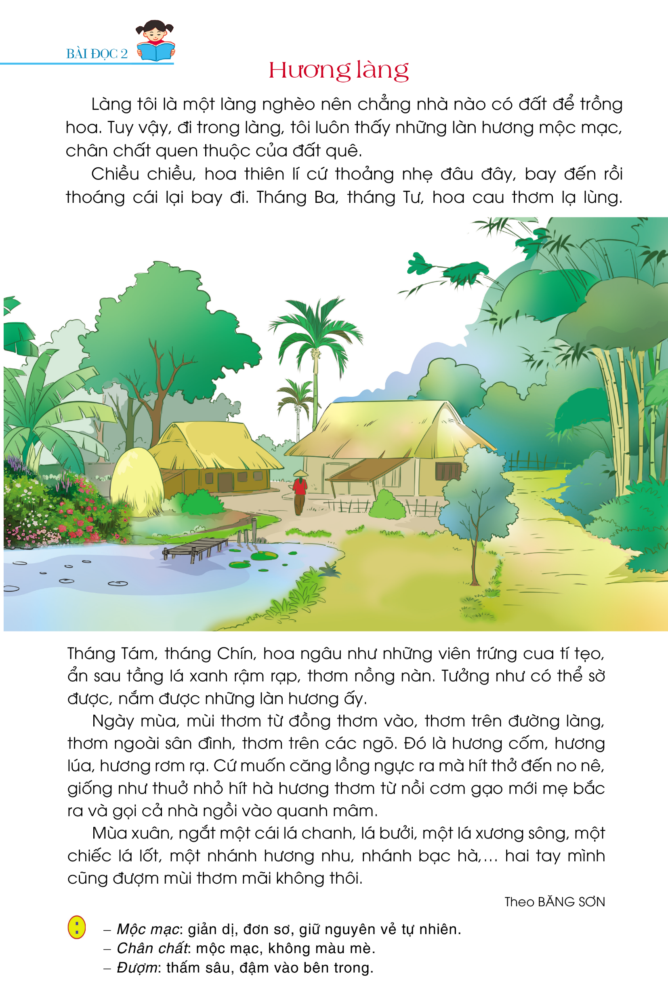 BÀI ĐỌC 2
Hương làng
Làng tôi là một làng nghèo nên chẳng nhà nào có đất để trồng
hoa. Tuy vậy, đi trong làng, tôi luôn thấy những làn hương mộc mạc,
chân chất quen thuộc của đất quê.
Chiều chiều, hoa thiên lí cứ thoảng nhẹ đâu đây, bay đến rồi
thoáng cái lại bay đi. Tháng Ba, tháng Tư, hoa cau thơm lạ lùng.
Tháng Tám, tháng Chín, hoa ngâu như những viên trứng cua tí tẹo,
ẩn sau tầng lá xanh rậm rạp, thơm nồng nàn. Tưởng như có thể sờ
được, nắm được những làn hương ấy.
Ngày mùa, mùi thơm từ đồng thơm vào, thơm trên đường làng,
thơm ngoài sân đình, thơm trên các ngõ. Đó là hương cốm, hương
lúa, hương rơm rạ. Cứ muốn căng lồng ngực ra mà hít thở đến no nê,
giống như thuở nhỏ hít hà hương thơm từ nồi cơm gạo mới mẹ bắc
ra và gọi cả nhà ngồi vào quanh mâm.
Mùa xuân, ngắt một cái lá chanh, lá bưởi, một lá xương sông, một
chiếc lá lốt, một nhánh hương nhu, nhánh bạc hà,... hai tay mình
cũng đượm mùi thơm mãi không thôi.
Theo BĂNG SƠN
– Mộc mạc: giản dị, đơn sơ, giữ nguyên vẻ tự nhiên.
– Chân chất: mộc mạc, không màu mè.
– Đượm: thấm sâu, đậm vào bên trong.